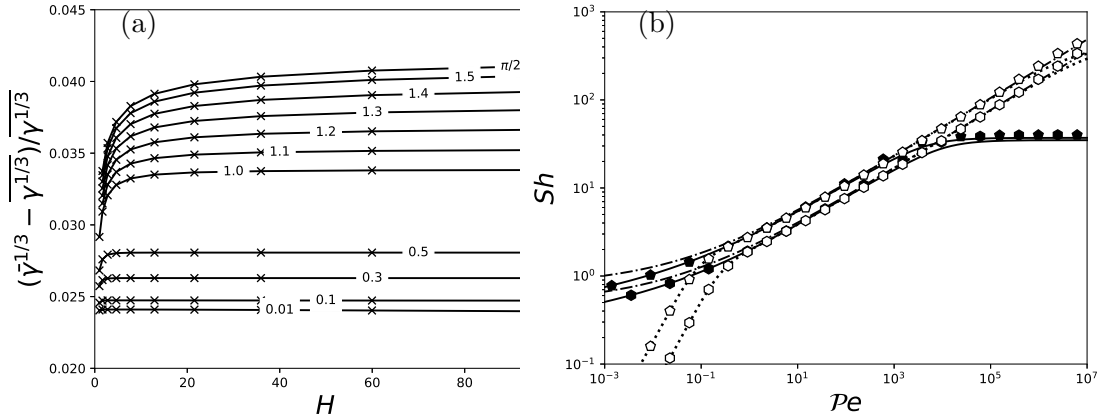 (a)
(γ̄^{1/3} − \overline{γ^{1/3}})/\overline{γ^{1/3}}
0.045
0.040
0.035
0.030
0.025
0.020
π/2
1.5
1.4
1.3
1.2
1.1
1.0
0.5
0.3
0.1
0.01
0 20 40 60 80
H
(b)
Sh
10^3
10^2
10^1
10^0
10^{-1}
10^{-3} 10^{-1} 10^1 10^3 10^5 10^7
𝒫e